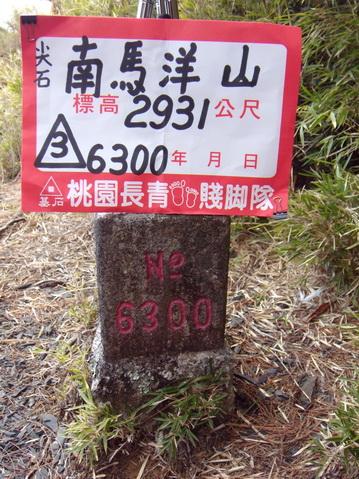 尖石
南馬洋山
標高2931公尺
3 6300年 月 日
基石 桃園長青賤脚隊
No
6300